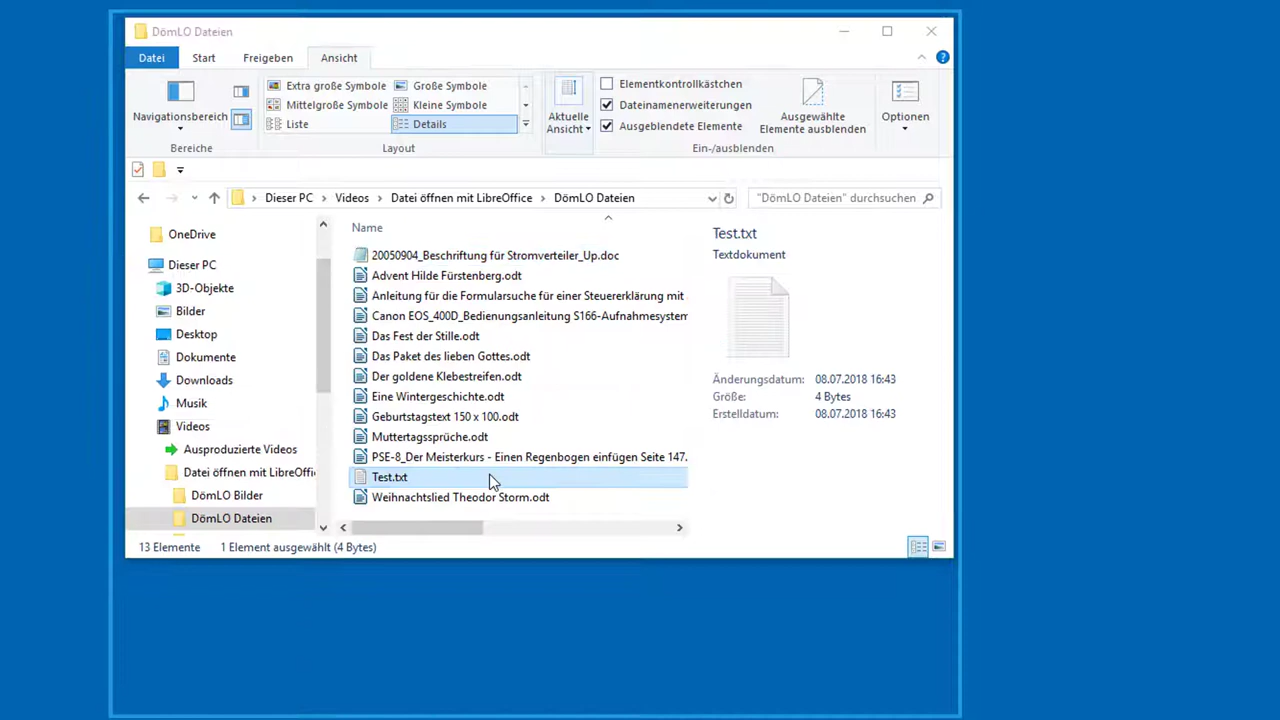 DömLO Dateien
Datei Start Freigeben Ansicht
Navigationsbereich
Bereiche
Extra große Symbole Große Symbole
Mittelgroße Symbole Kleine Symbole
Liste Details
Layout
Aktuelle
Ansicht
Elementkontrollkästchen
Dateinamenerweiterungen
Ausgeblendete Elemente
Ausgewählte
Elemente ausblenden
Ein-/ausblenden
Optionen
Dieser PC Videos Datei öffnen mit LibreOffice DömLO Dateien
"DömLO Dateien" durchsuchen
OneDrive
Dieser PC
3D-Objekte
Bilder
Desktop
Dokumente
Downloads
Musik
Videos
Ausproduzierte Videos
Datei öffnen mit LibreOffi
DömLO Bilder
DömLO Dateien
Name
20050904_Beschriftung für Stromverteiler_Up.doc
Advent Hilde Fürstenberg.odt
Anleitung für die Formularsuche für einer Steuererklärung mit
Canon EOS_400D_Bedienungsanleitung S166-Aufnahmesystem
Das Fest der Stille.odt
Das Paket des lieben Gottes.odt
Der goldene Klebestreifen.odt
Eine Wintergeschichte.odt
Geburtstagstext 150 x 100.odt
Muttertagssprüche.odt
PSE-8_Der Meisterkurs - Einen Regenbogen einfügen Seite 147.
Test.txt
Weihnachtslied Theodor Storm.odt
Test.txt
Textdokument
Änderungsdatum: 08.07.2018 16:43
Größe: 4 Bytes
Erstelldatum: 08.07.2018 16:43
13 Elemente 1 Element ausgewählt (4 Bytes)